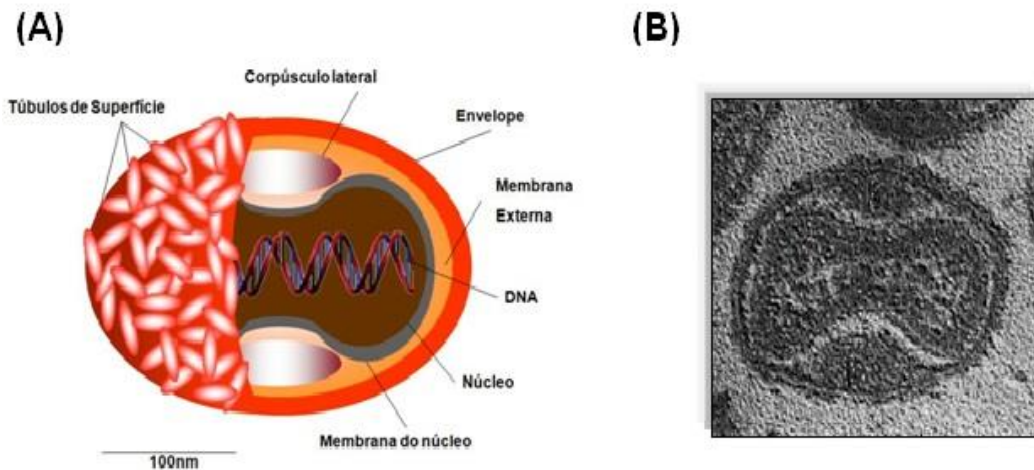 (A)
(B)
Corpúsculo lateral
Túbulos de Superfície
Envelope
Membrana
Externa
DNA
Núcleo
Membrana do núcleo
100nm